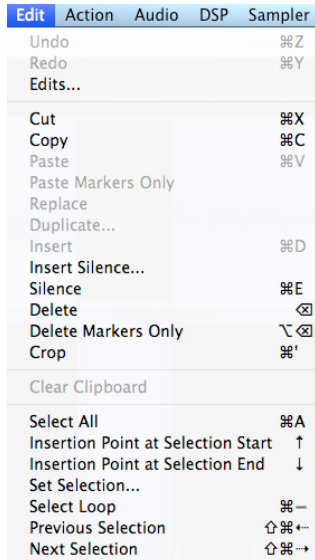 Edit Action Audio DSP Sampler
Undo ⌘Z
Redo ⌘Y
Edits...
Cut ⌘X
Copy ⌘C
Paste ⌘V
Paste Markers Only
Replace
Duplicate...
Insert ⌘D
Insert Silence...
Silence ⌘E
Delete ⌫
Delete Markers Only ⌥⌫
Crop ⌘'
Clear Clipboard
Select All ⌘A
Insertion Point at Selection Start ↑
Insertion Point at Selection End ↓
Set Selection...
Select Loop ⌘–
Previous Selection ⇧⌘⇠
Next Selection ⇧⌘⇢